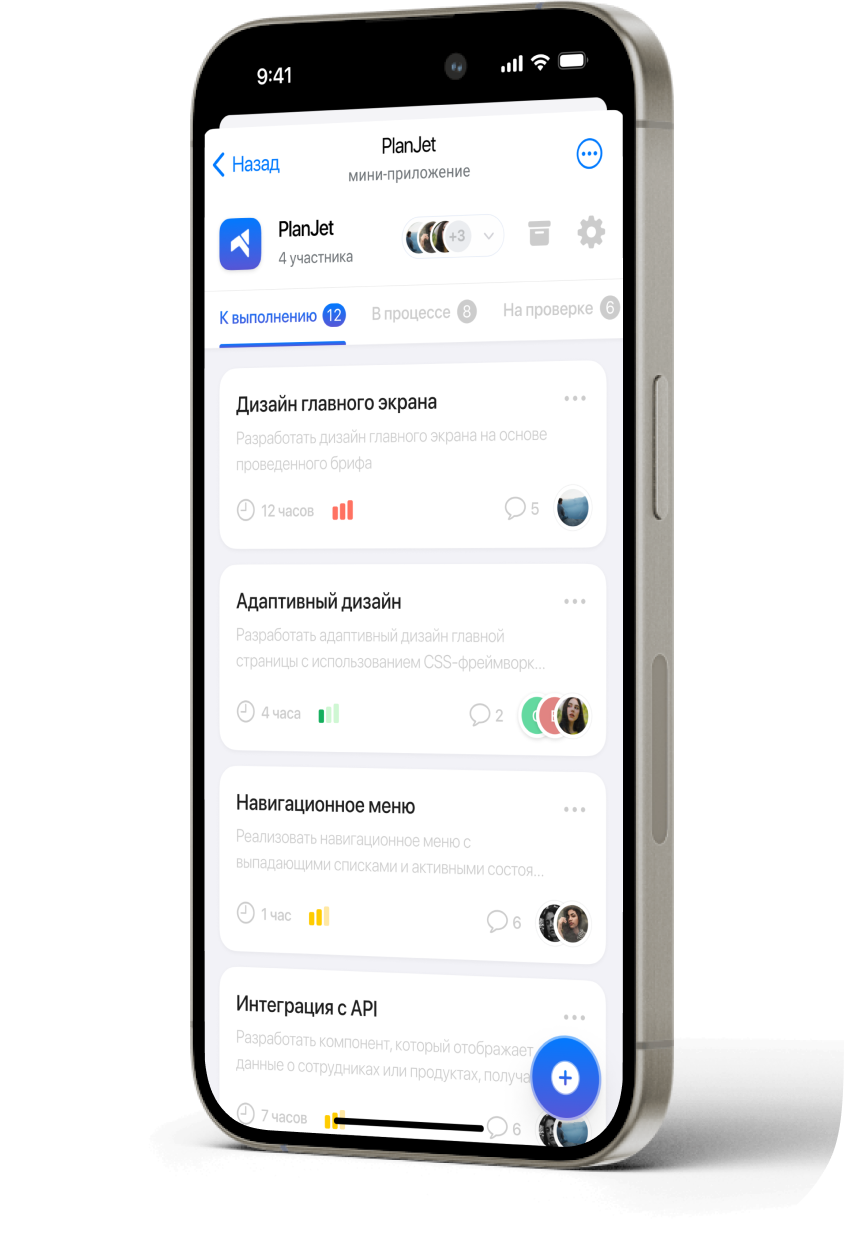 9:41
Назад
PlanJet
мини-приложение
PlanJet
4 участника
+3
К выполнению 12
В процессе 8
На проверке 6
Дизайн главного экрана
Разработать дизайн главного экрана на основе
проведенного брифа
12 часов
5
Адаптивный дизайн
Разработать адаптивный дизайн главной
страницы с использованием CSS-фреймворк...
4 часа
2
Навигационное меню
Реализовать навигационное меню с
выпадающими списками и активными состоя...
1 час
6
Интеграция с API
Разработать компонент, который отображает
данные о сотрудниках или продуктах, получа
7 часов
6